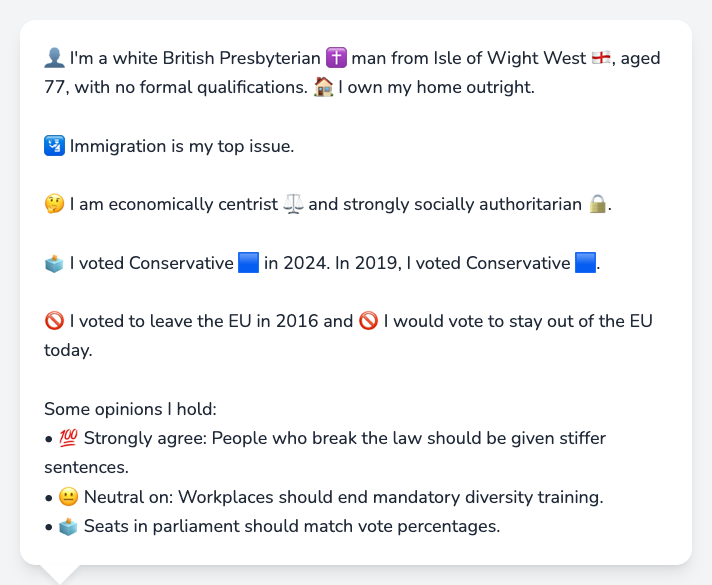 👤 I'm a white British Presbyterian ✝️ man from Isle of Wight West 🏴󠁧󠁢󠁥󠁮󠁧󠁿, aged
77, with no formal qualifications. 🏠 I own my home outright.
🛂 Immigration is my top issue.
🤔 I am economically centrist ⚖️ and strongly socially authoritarian 🔒.
🗳️ I voted Conservative 🟦 in 2024. In 2019, I voted Conservative 🟦.
🚫 I voted to leave the EU in 2016 and 🚫 I would vote to stay out of the EU
today.
Some opinions I hold:
• 💯 Strongly agree: People who break the law should be given stiffer
sentences.
• 😐 Neutral on: Workplaces should end mandatory diversity training.
• 🗳️ Seats in parliament should match vote percentages.